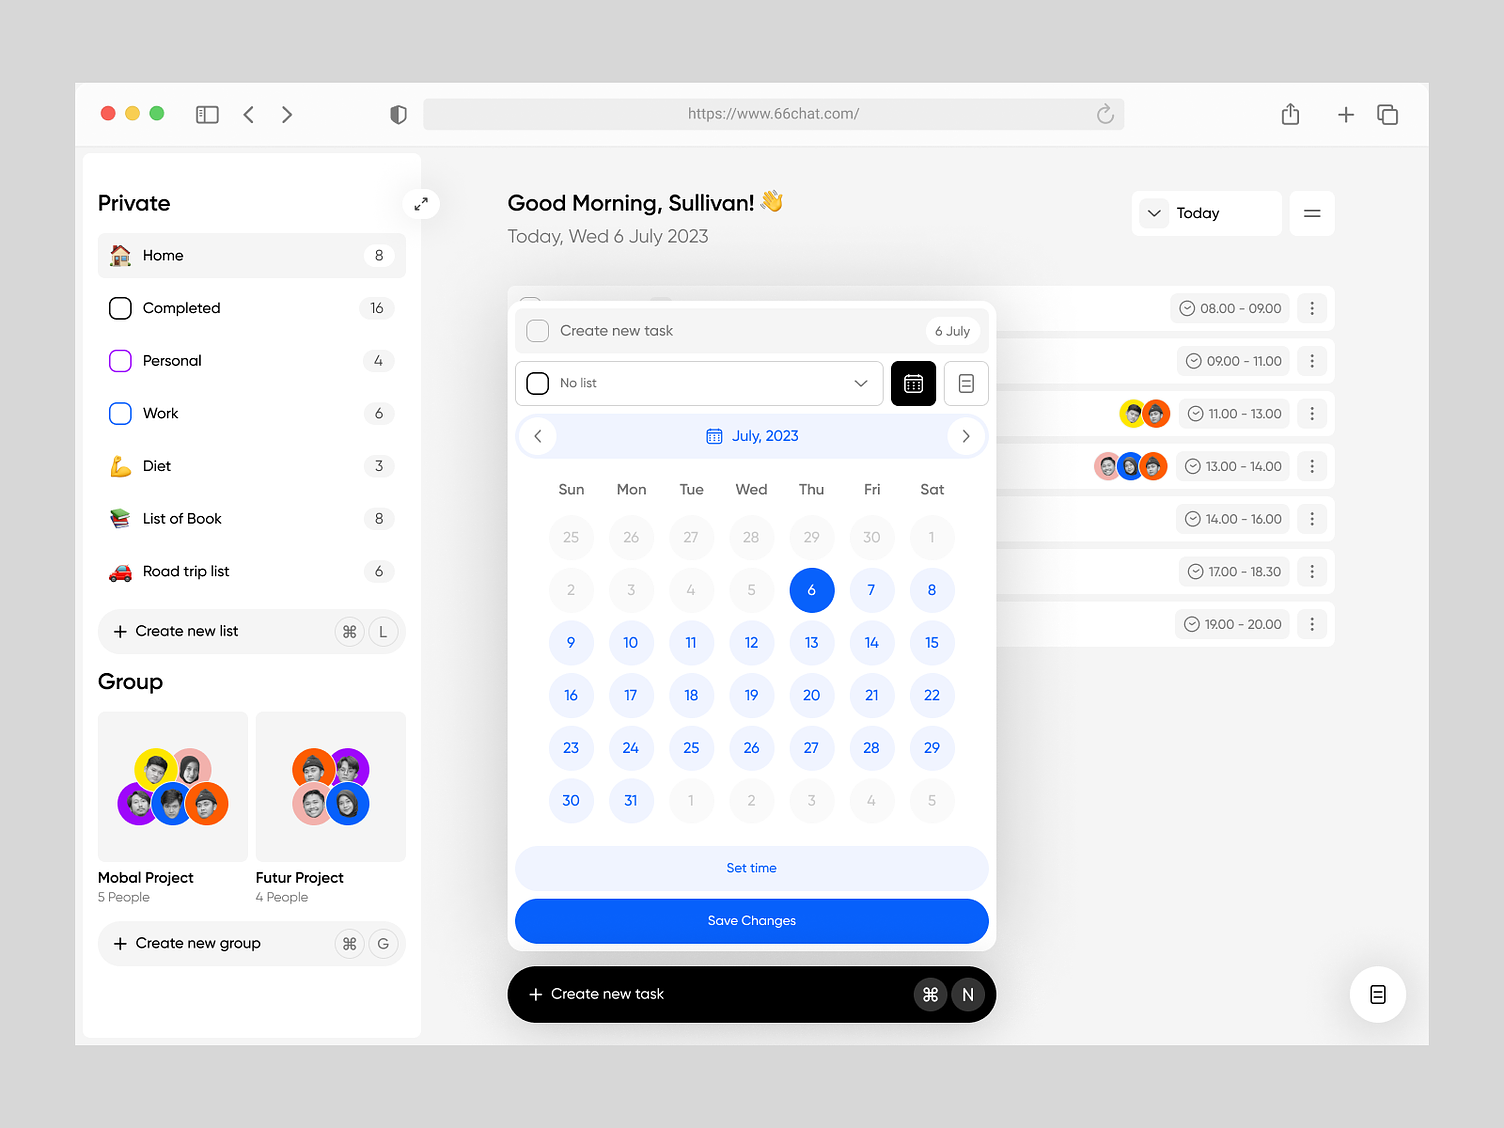 https://www.66chat.com/
Private
Home 8
Completed 16
Personal 4
Work 6
Diet 3
List of Book 8
Road trip list 6
+ Create new list ⌘ L
Group
Mobal Project
5 People
Futur Project
4 People
+ Create new group ⌘ G
Good Morning, Sullivan! 👋
Today, Wed 6 July 2023
Today
Create new task 6 July
No list
July, 2023
Sun Mon Tue Wed Thu Fri Sat
25 26 27 28 29 30 1
2 3 4 5 6 7 8
9 10 11 12 13 14 15
16 17 18 19 20 21 22
23 24 25 26 27 28 29
30 31 1 2 3 4 5
Set time
Save Changes
+ Create new task ⌘ N
08.00 - 09.00
09.00 - 11.00
11.00 - 13.00
13.00 - 14.00
14.00 - 16.00
17.00 - 18.30
19.00 - 20.00